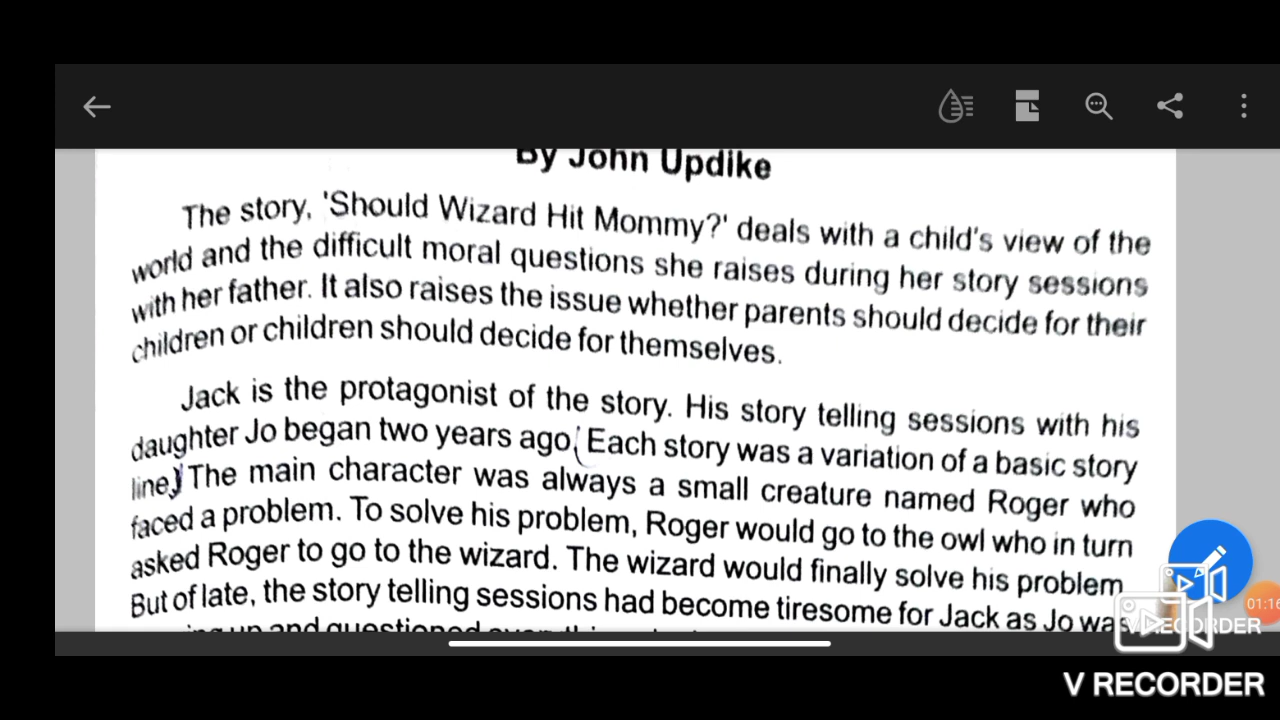 By John Updike
The story, 'Should Wizard Hit Mommy?' deals with a child's view of the
world and the difficult moral questions she raises during her story sessions
with her father. It also raises the issue whether parents should decide for their
children or children should decide for themselves.
Jack is the protagonist of the story. His story telling sessions with his
daughter Jo began two years ago. (Each story was a variation of a basic story
line.) The main character was always a small creature named Roger who
faced a problem. To solve his problem, Roger would go to the owl who in turn
asked Roger to go to the wizard. The wizard would finally solve his problem.
But of late, the story telling sessions had become tiresome for Jack as Jo was
up and questioned
01:16
V RECORDER
V RECORDER